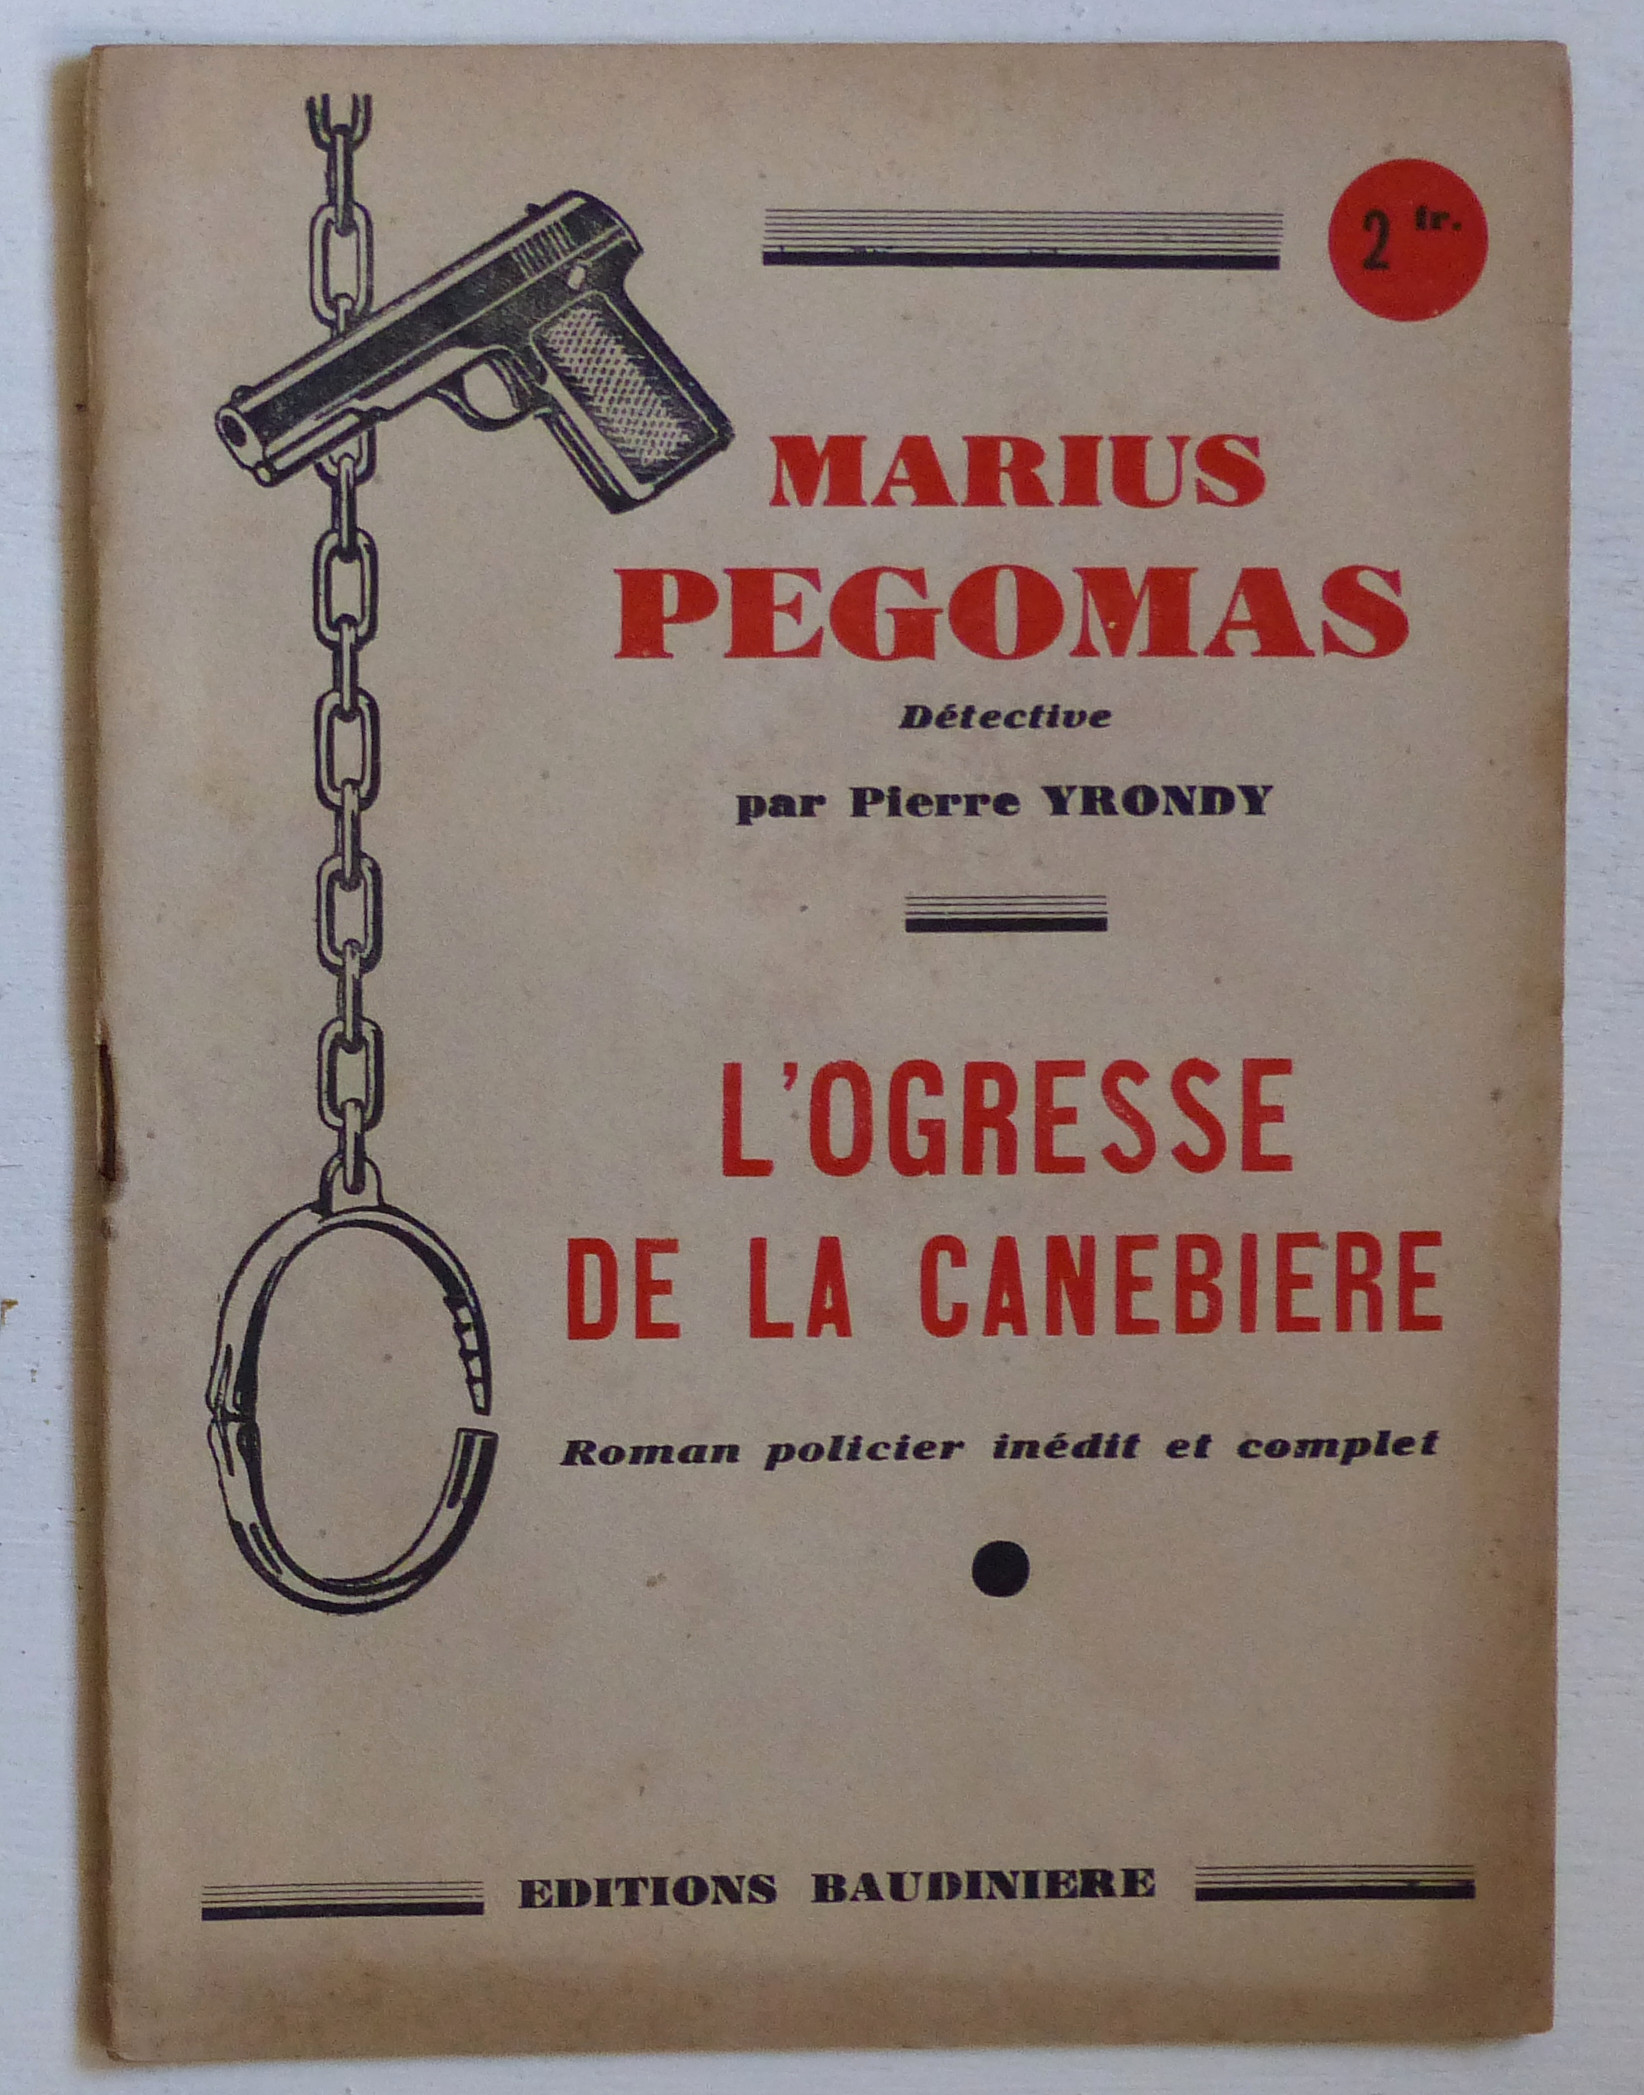 2 fr.
MARIUS
PEGOMAS
Détective
par Pierre YRONDY
L'OGRESSE
DE LA CANEBIERE
Roman policier inédit et complet
EDITIONS BAUDINIERE